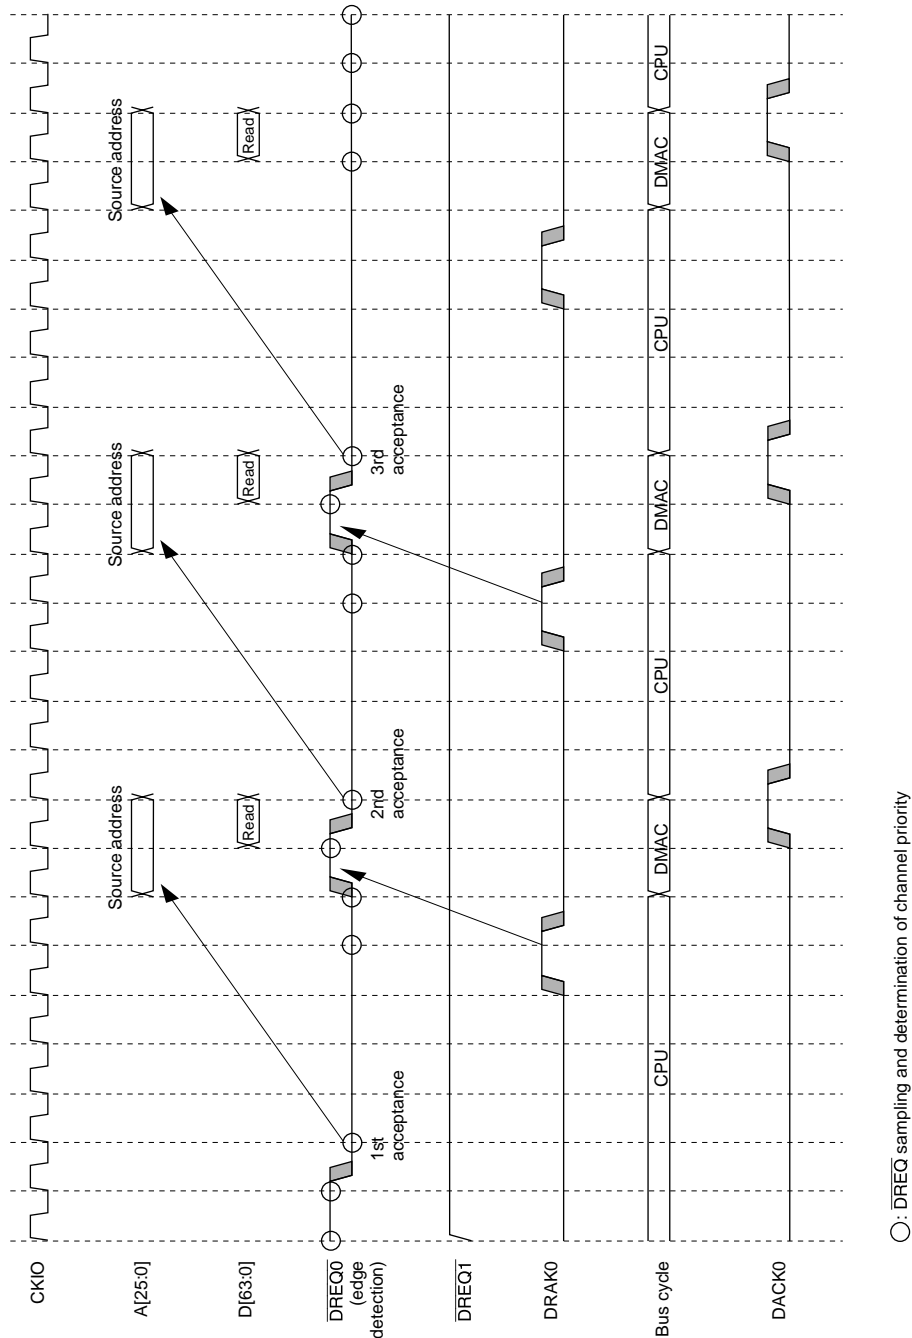 CKIO
A[25:0]
Source address
Source address
Source address
D[63:0]
Read
Read
Read
DREQ0
(edge
detection)
1st
acceptance
2nd
acceptance
3rd
acceptance
DREQ1
DRAK0
Bus cycle
CPU
DMAC
CPU
DMAC
CPU
DMAC
CPU
DACK0
: DREQ sampling and determination of channel priority